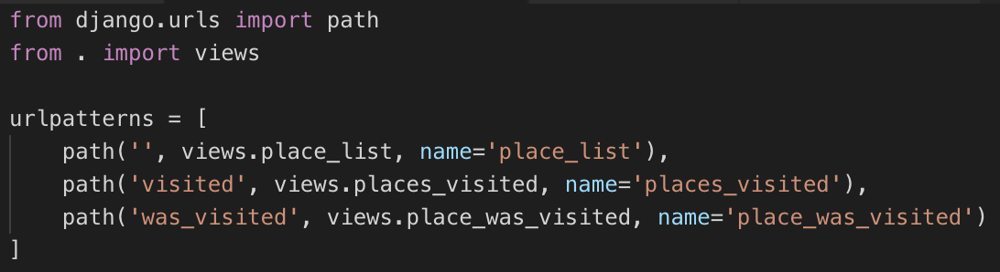 from django.urls import path
from . import views
urlpatterns = [
path('', views.place_list, name='place_list'),
path('visited', views.places_visited, name='places_visited'),
path('was_visited', views.place_was_visited, name='place_was_visited')
]